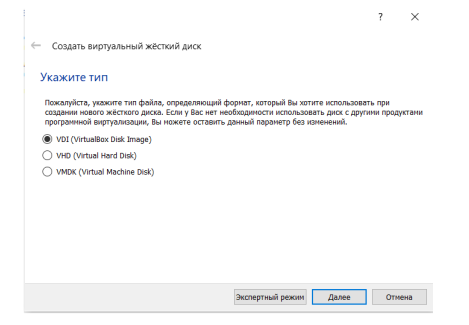 ? ×
← Создать виртуальный жёсткий диск
Укажите тип
Пожалуйста, укажите тип файла, определяющий формат, который Вы хотите использовать при
создании нового жёсткого диска. Если у Вас нет необходимости использовать диск с другими продуктами
программной виртуализации, Вы можете оставить данный параметр без изменений.
VDI (VirtualBox Disk Image)
VHD (Virtual Hard Disk)
VMDK (Virtual Machine Disk)
Экспертный режим Далее Отмена